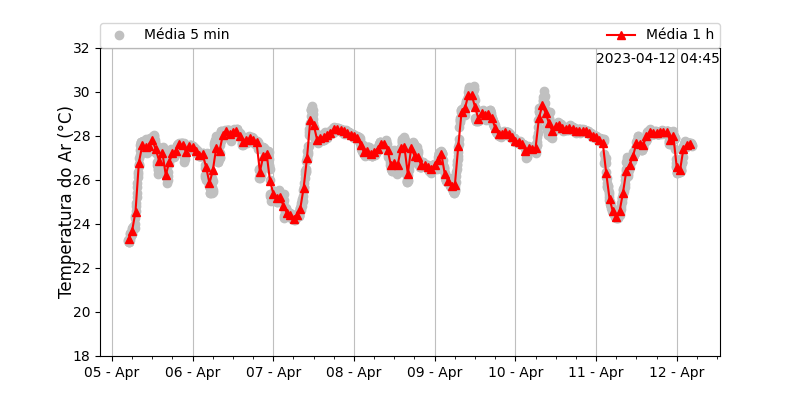 Média 5 min
Média 1 h
2023-04-12 04:45
Temperatura do Ar (°C)
32
30
28
26
24
22
20
18
05 - Apr
06 - Apr
07 - Apr
08 - Apr
09 - Apr
10 - Apr
11 - Apr
12 - Apr